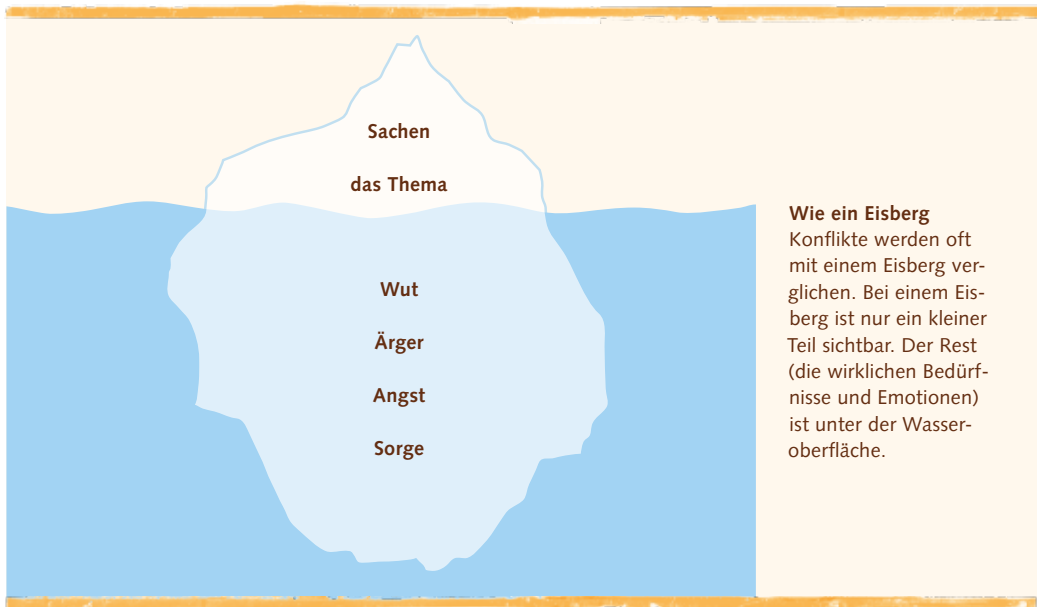 Sachen
das Thema
Wut
Ärger
Angst
Sorge
Wie ein Eisberg
Konflikte werden oft
mit einem Eisberg ver-
glichen. Bei einem Eis-
berg ist nur ein kleiner
Teil sichtbar. Der Rest
(die wirklichen Bedürf-
nisse und Emotionen)
ist unter der Wasser-
oberfläche.